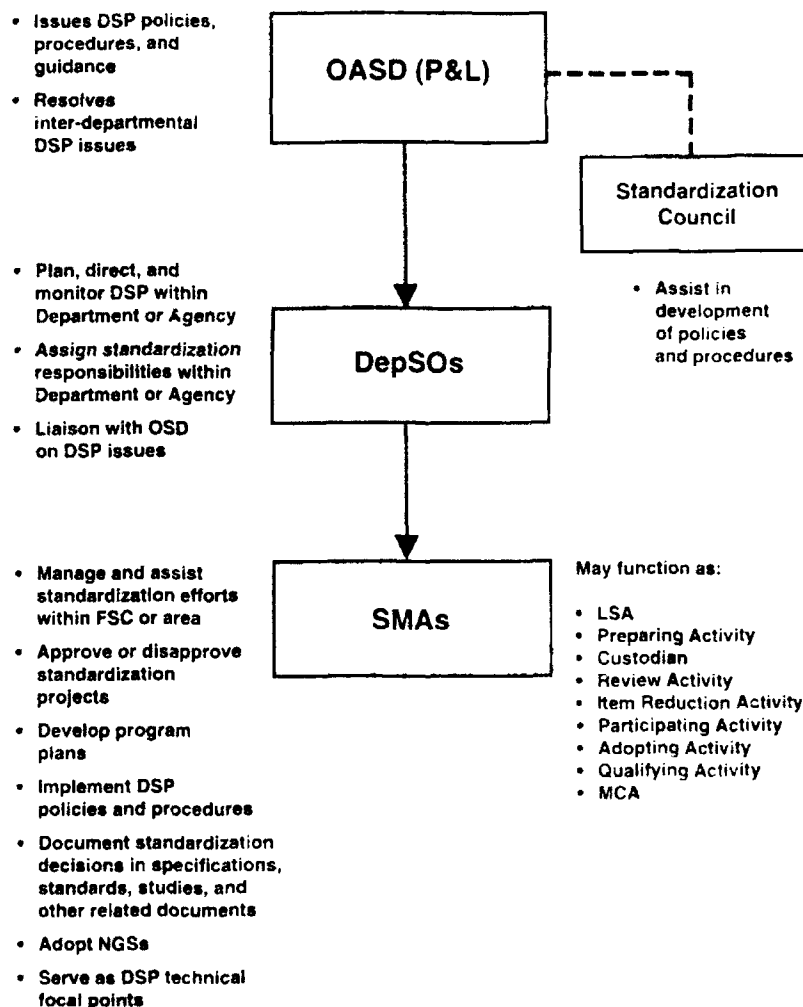 • Issues DSP policies,
procedures, and
guidance
• Resolves
inter-departmental
DSP issues
OASD (P&L)
Standardization
Council
• Assist in
development
of policies
and procedures
• Plan, direct, and
monitor DSP within
Department or Agency
• Assign standardization
responsibilities within
Department or Agency
• Liaison with OSD
on DSP issues
DepSOs
• Manage and assist
standardization efforts
within FSC or area
• Approve or disapprove
standardization
projects
• Develop program
plans
• Implement DSP
policies and procedures
• Document standardization
decisions in specifications,
standards, studies, and
other related documents
• Adopt NGSs
• Serve as DSP technical
focal points
SMAs
May function as:
• LSA
• Preparing Activity
• Custodian
• Review Activity
• Item Reduction Activity
• Participating Activity
• Adopting Activity
• Qualifying Activity
• MCA